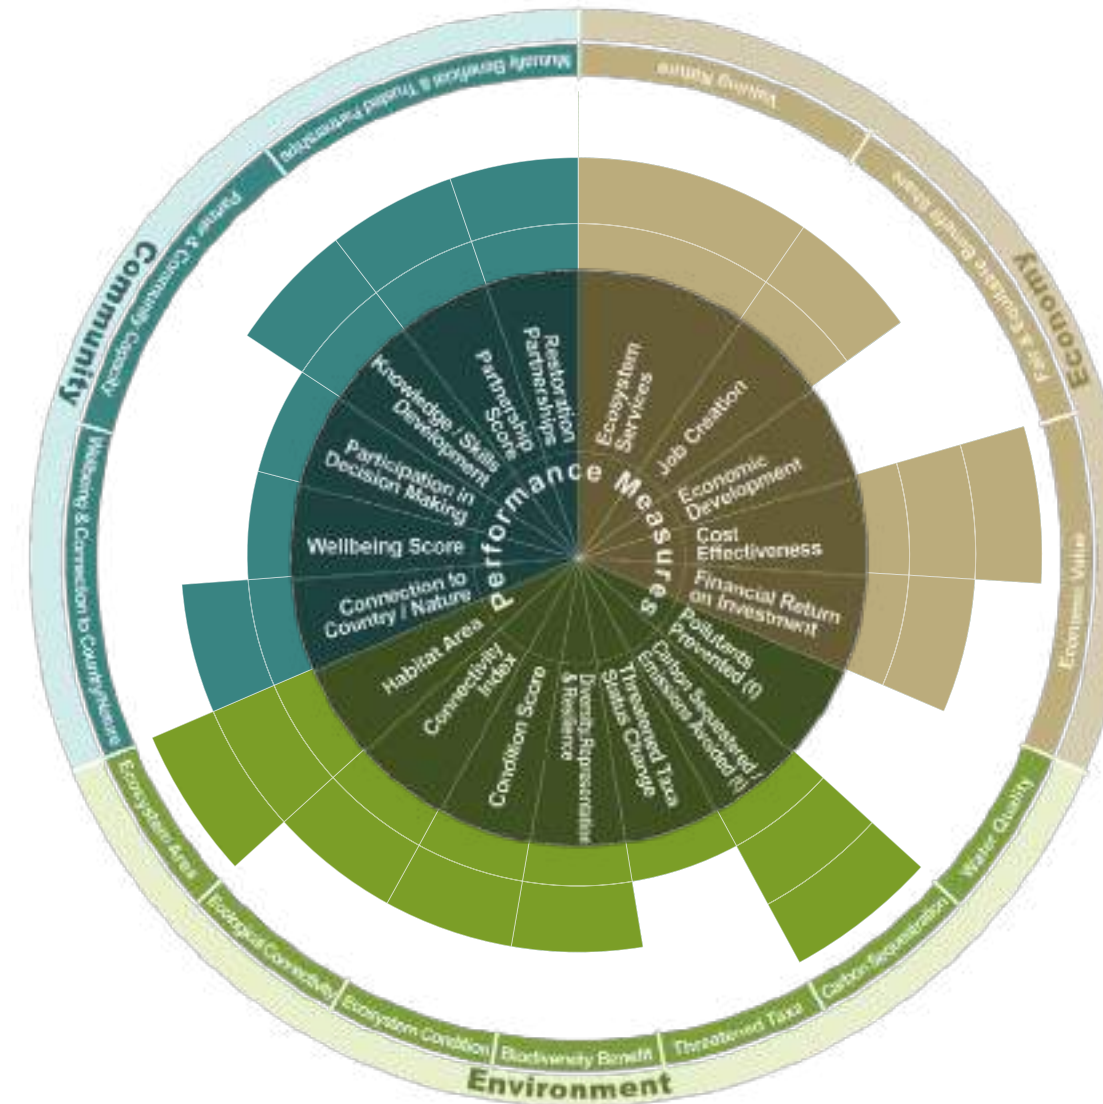 Mutually Beneficial & Trusted Partnerships
Valuing Nature
Partner & Community Capacity
Fair & Equitable Benefit Share
Community
Economy
Wellbeing & Connection to Country/Nature
Economic Value
Restoration
Partnerships
Partnership
Score
Knowledge / Skills
Development
Participation in
Decision Making
Wellbeing Score
Connection to
Country / Nature
Ecosystem
Services
Job Creation
Economic
Development
Cost
Effectiveness
Financial Return
on Investment
Performance Measures
Habitat Area
Connectivity
Index
Condition Score
Diversity, Representation
& Resilience
Threatened Taxa
Status Change
Carbon Sequestered /
Emissions Avoided (t)
Pollutants
Prevented (t)
Ecosystem Area
Ecological Connectivity
Ecosystem Condition
Biodiversity Benefit
Threatened Taxa
Carbon Sequestration
Water Quality
Environment